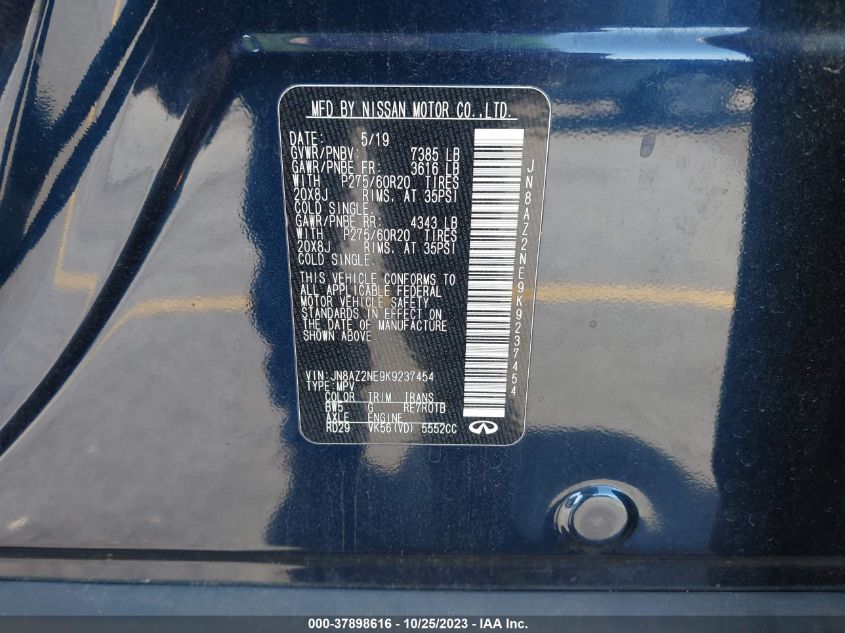 MFD BY NISSAN MOTOR CO.,LTD.
DATE: 5/19
GVWR/PNBV: 7385 LB
GAWR/PNBE FR: 3616 LB
WITH P275/60R20 TIRES
20X8J RIMS. AT 35PSI
COLD SINGLE.
GAWR/PNBE RR: 4343 LB
WITH P275/60R20 TIRES
20X8J RIMS. AT 35PSI
COLD SINGLE.
THIS VEHICLE CONFORMS TO
ALL APPLICABLE FEDERAL
MOTOR VEHICLE SAFETY
STANDARDS IN EFFECT ON
THE DATE OF MANUFACTURE
SHOWN ABOVE.
VIN: JN8AZ2NE9K9237454
TYPE: MPV
COLOR TRIM TRANS
BW5 G RE7R01B
AXLE ENGINE
RD29 VK56(VD) 5552CC
JN8AZ2NE9K9237454
000-37898616 - 10/25/2023 - IAA Inc.